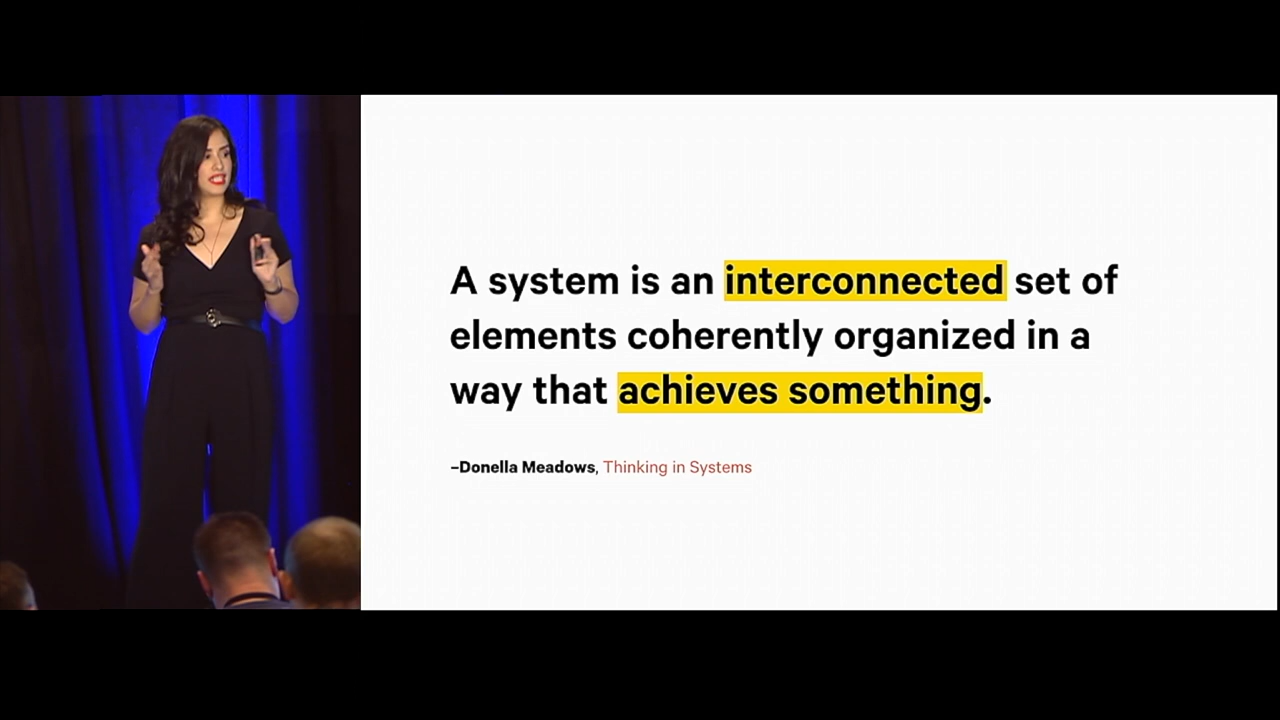 A system is an interconnected set of
elements coherently organized in a
way that achieves something.
–Donella Meadows, Thinking in Systems